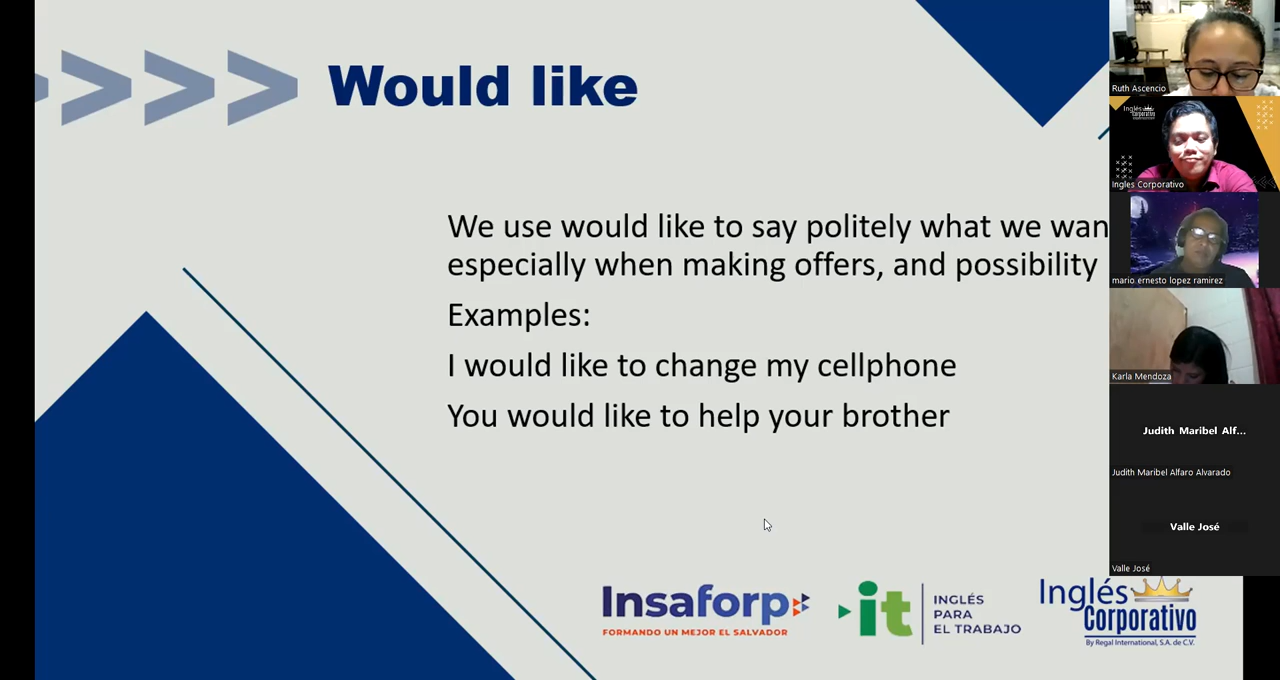 Would like
We use would like to say politely what we wan
especially when making offers, and possibility
Examples:
I would like to change my cellphone
You would like to help your brother
Insaforp
FORMANDO UN MEJOR EL SALVADOR
it
INGLÉS
PARA
EL TRABAJO
Inglés
Corporativo
By Regal International, S.A. de C.V.
Ruth Ascencio
Inglés
Corporativo
Ingles Corporativo
mario ernesto lopez ramirez
Karla Mendoza
Judith Maribel Alf...
Judith Maribel Alfaro Alvarado
Valle José
Valle José